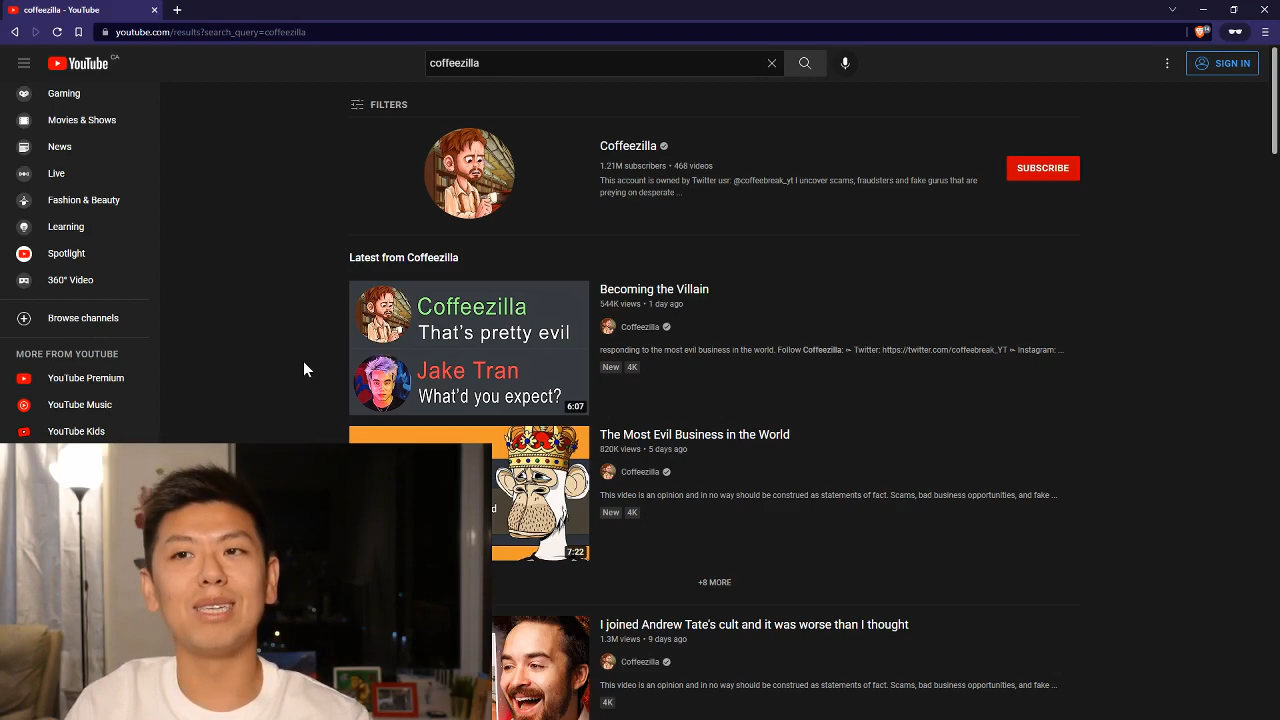 coffeezilla - YouTube
youtube.com/results?search_query=coffeezilla
YouTube CA
coffeezilla
SIGN IN
Gaming
Movies & Shows
News
Live
Fashion & Beauty
Learning
Spotlight
360° Video
Browse channels
MORE FROM YOUTUBE
YouTube Premium
YouTube Music
YouTube Kids
FILTERS
Coffeezilla
1.21M subscribers • 468 videos
This account is owned by Twitter usr: @coffeebreak_yt I uncover scams, fraudsters and fake gurus that are
preying on desperate ...
SUBSCRIBE
Latest from Coffeezilla
Coffeezilla
That's pretty evil
Jake Tran
What'd you expect?
6:07
Becoming the Villain
544K views • 1 day ago
Coffeezilla
responding to the most evil business in the world. Follow Coffeezilla: ➳ Twitter: https://twitter.com/coffeebreak_YT ➳ Instagram: ...
New 4K
d
7:22
The Most Evil Business in the World
820K views • 5 days ago
Coffeezilla
This video is an opinion and in no way should be construed as statements of fact. Scams, bad business opportunities, and fake ...
New 4K
+8 MORE
I joined Andrew Tate's cult and it was worse than I thought
1.3M views • 9 days ago
Coffeezilla
This video is an opinion and in no way should be construed as statements of fact. Scams, bad business opportunities, and fake ...
4K